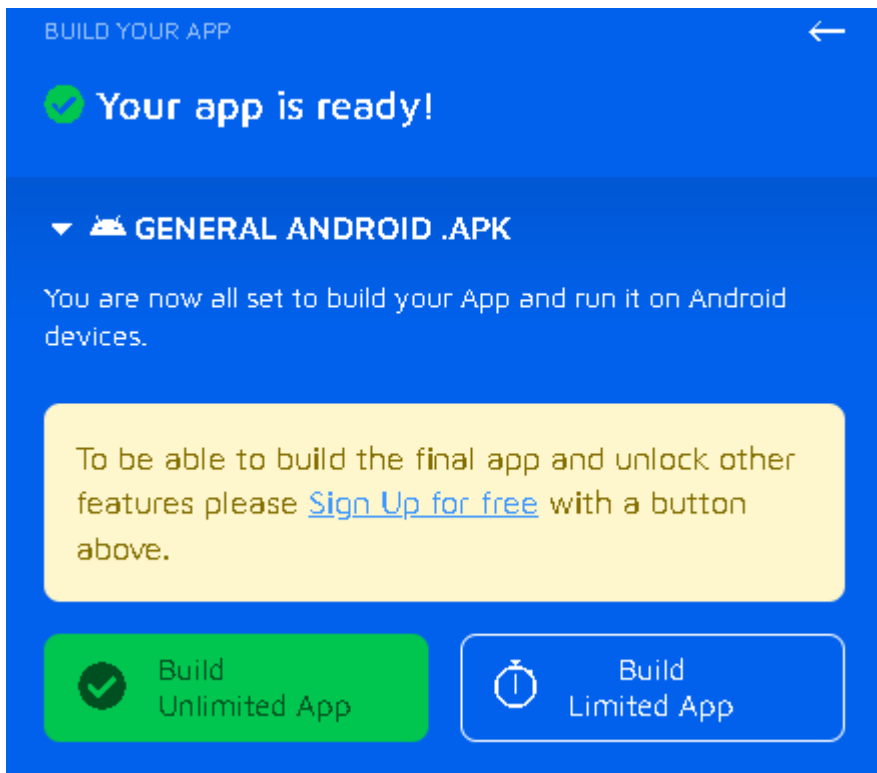 BUILD YOUR APP
Your app is ready!
GENERAL ANDROID .APK
You are now all set to build your App and run it on Android
devices.
To be able to build the final app and unlock other
features please Sign Up for free with a button
above.
Build
Unlimited App
Build
Limited App